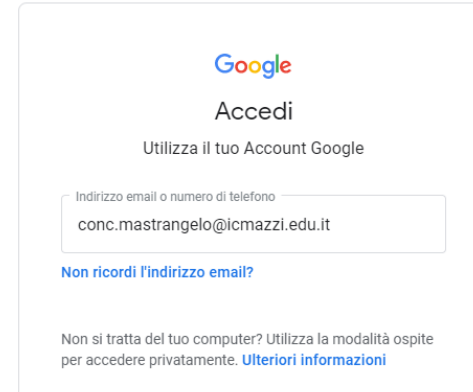 Google
Accedi
Utilizza il tuo Account Google
Indirizzo email o numero di telefono
conc.mastrangelo@icmazzi.edu.it
Non ricordi l'indirizzo email?
Non si tratta del tuo computer? Utilizza la modalità ospite
per accedere privatamente. Ulteriori informazioni